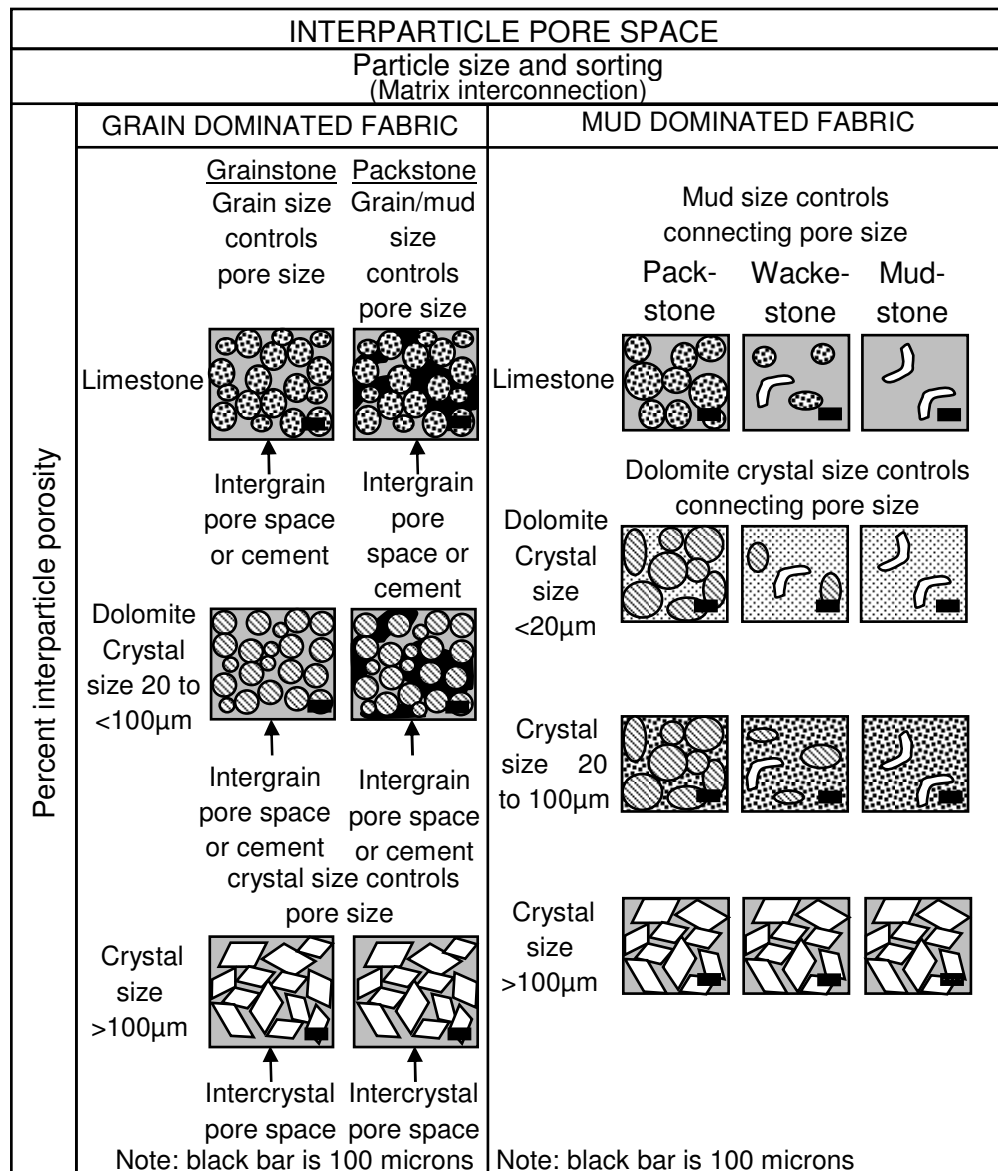 INTERPARTICLE PORE SPACE
Particle size and sorting
(Matrix interconnection)
Percent interparticle porosity
GRAIN DOMINATED FABRIC
Grainstone
Grain size
controls
pore size
Packstone
Grain/mud
size
controls
pore size
Limestone
Intergrain
pore space
or cement
Intergrain
pore
space or
cement
Dolomite
Crystal
size 20 to
<100µm
Intergrain
pore space
or cement
Intergrain
pore space
or cement
crystal size controls
pore size
Crystal
size
>100µm
Intercrystal
pore space
Intercrystal
pore space
Note: black bar is 100 microns
MUD DOMINATED FABRIC
Mud size controls
connecting pore size
Pack-
stone
Wacke-
stone
Mud-
stone
Limestone
Dolomite crystal size controls
connecting pore size
Dolomite
Crystal
size
<20µm
Crystal
size 20
to 100µm
Crystal
size
>100µm
Note: black bar is 100 microns